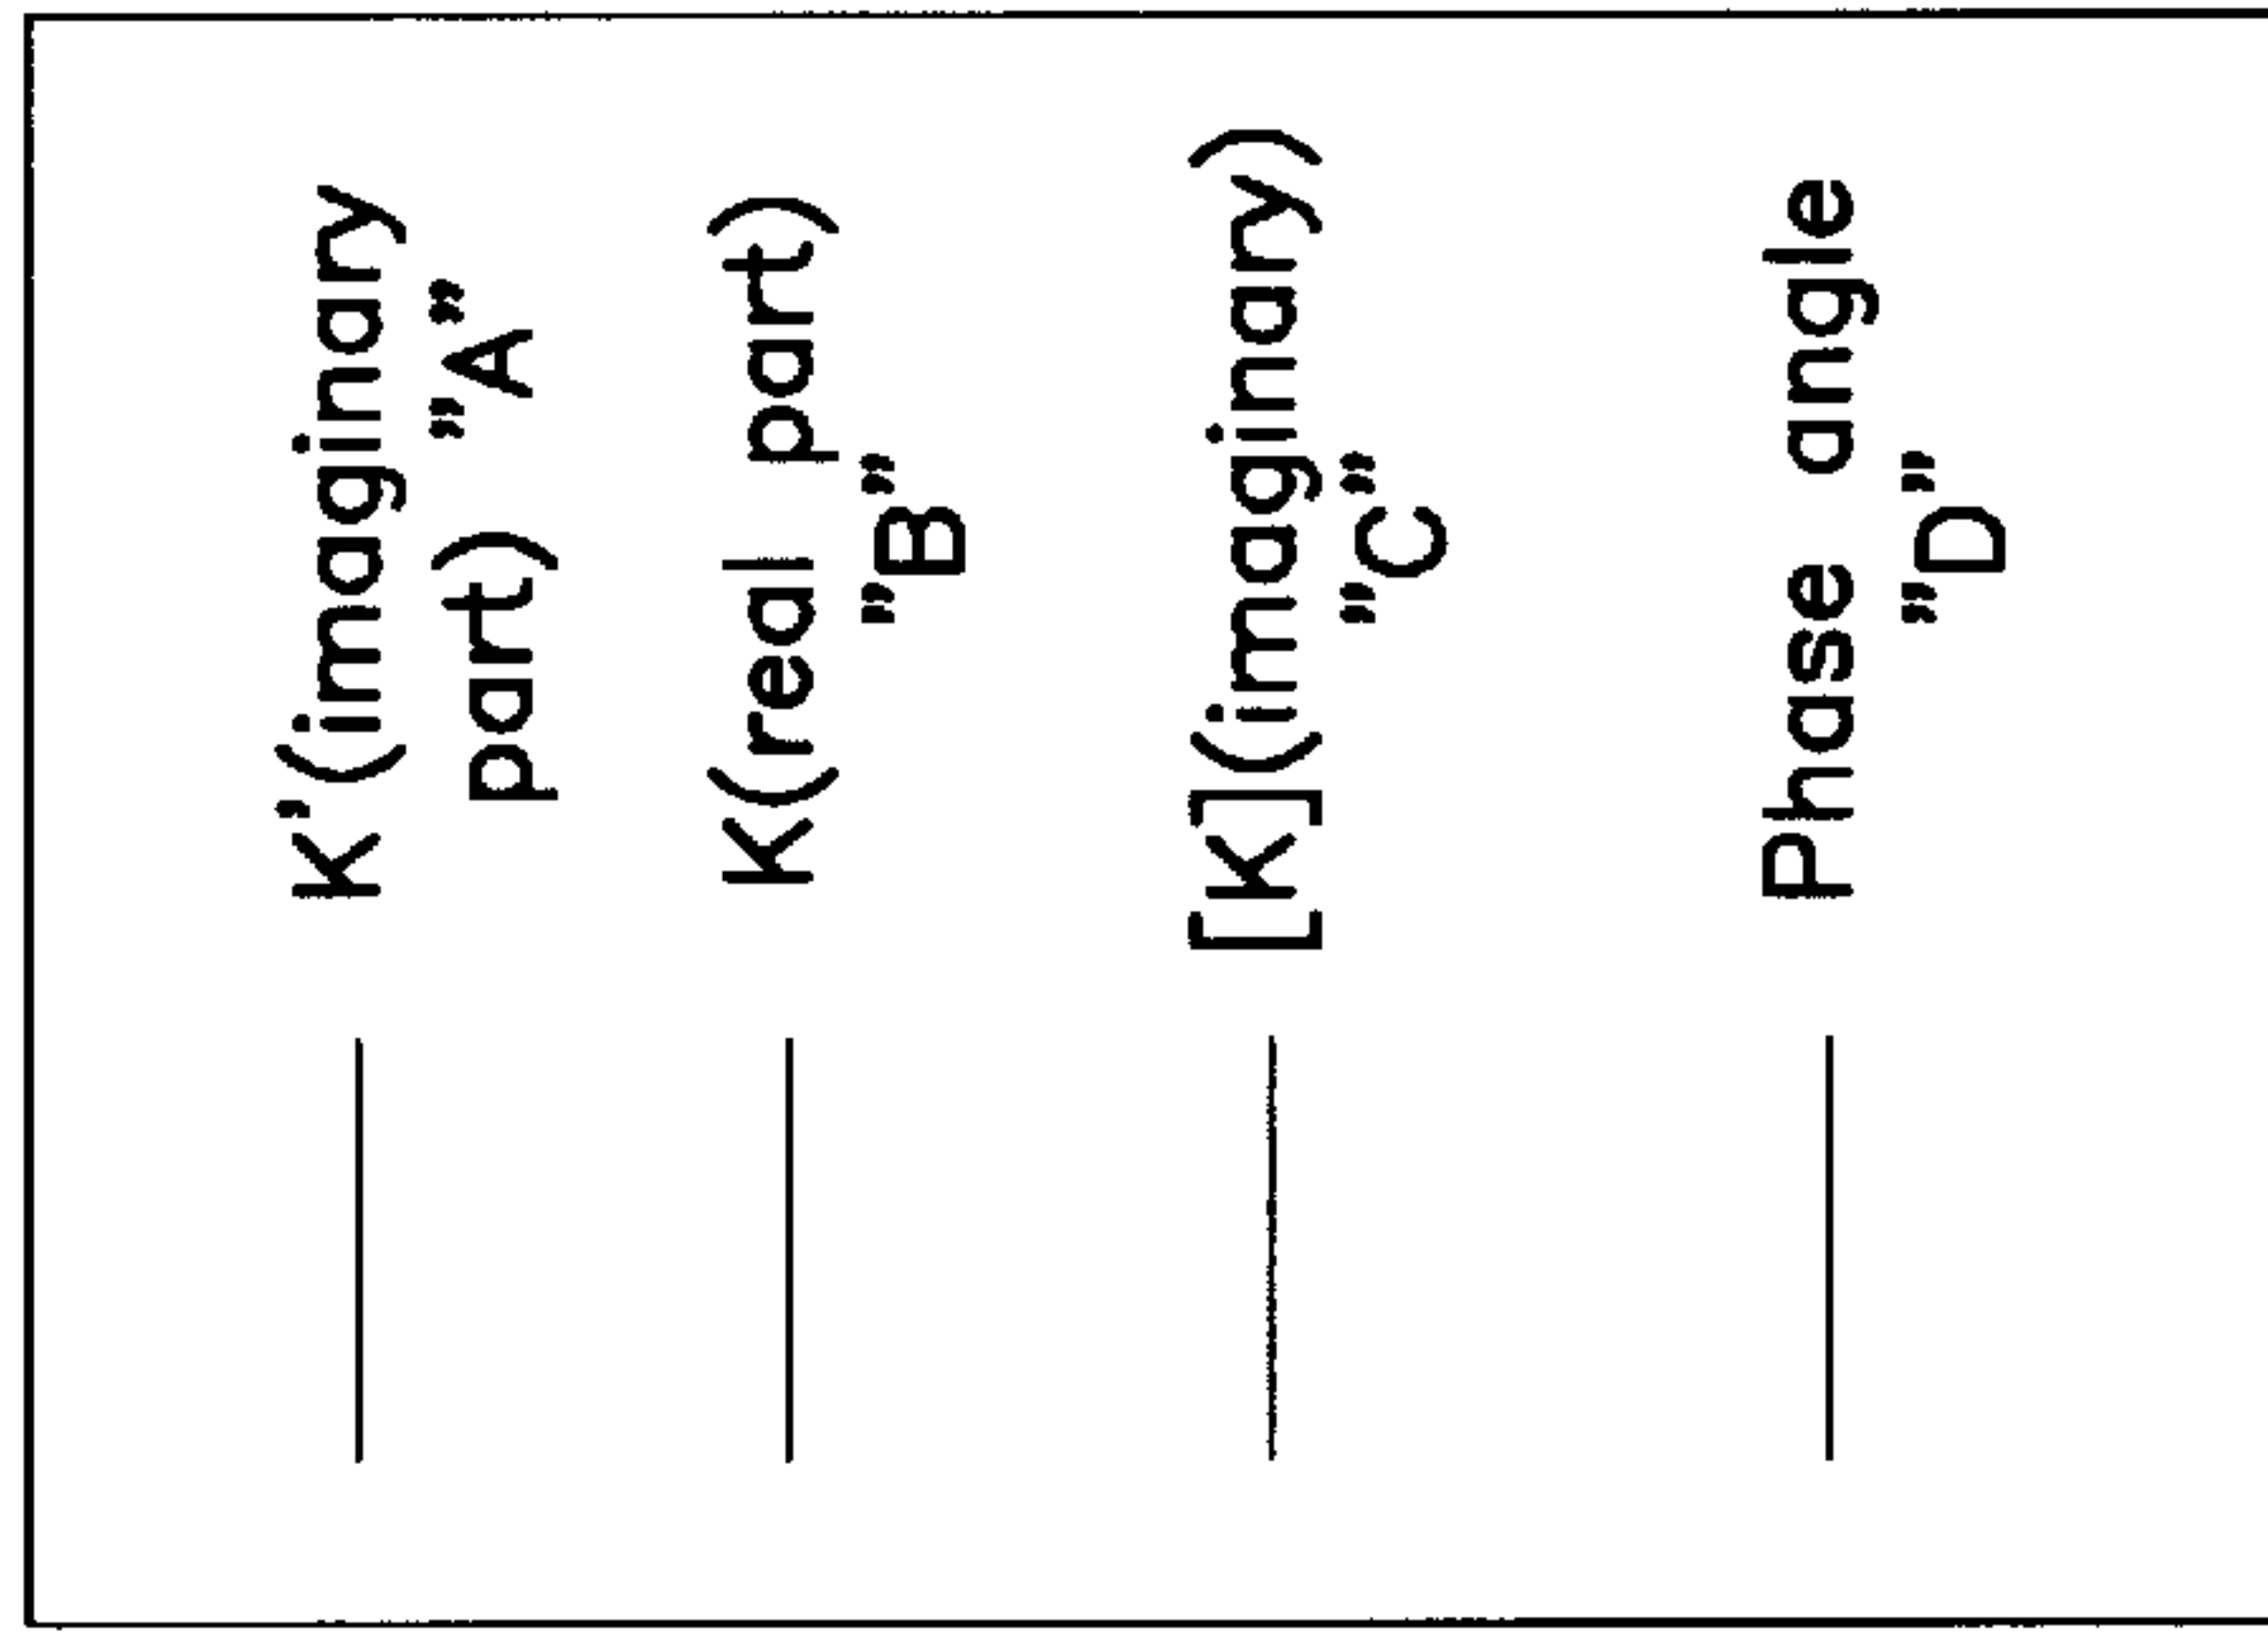 K'(imaginary
part) "A"
K(real part)
"B"
[K](imaginary)
"C"
Phase angle
"D"